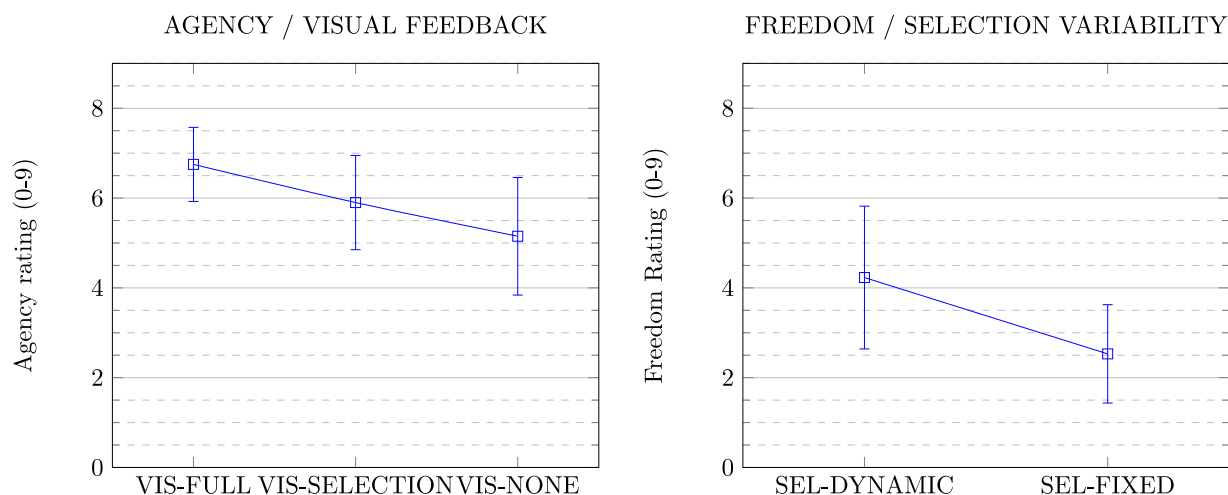 AGENCY / VISUAL FEEDBACK
Agency rating (0-9)
8
6
4
2
0
VIS-FULL VIS-SELECTION VIS-NONE
FREEDOM / SELECTION VARIABILITY
Freedom Rating (0-9)
8
6
4
2
0
SEL-DYNAMIC SEL-FIXED